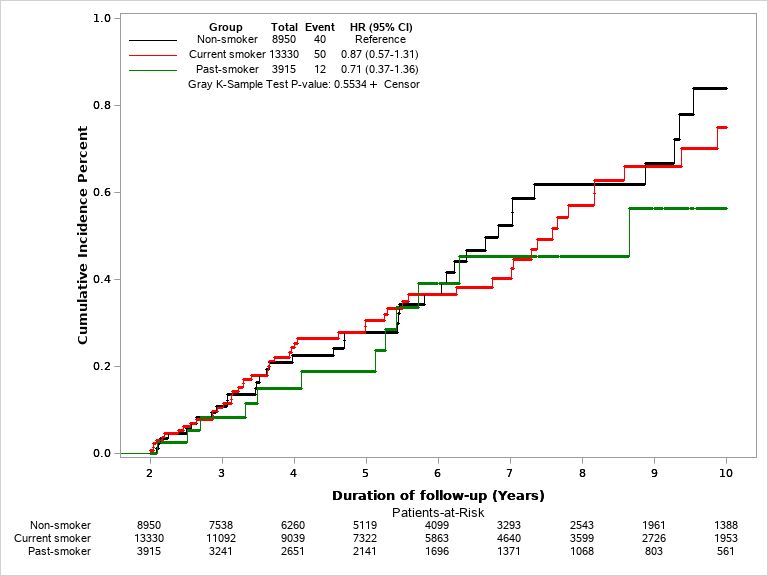 Group Total Event HR (95% CI)
Non-smoker 8950 40 Reference
Current smoker 13330 50 0.87 (0.57-1.31)
Past-smoker 3915 12 0.71 (0.37-1.36)
Gray K-Sample Test P-value: 0.5534 + Censor
Cumulative Incidence Percent
1.0
0.8
0.6
0.4
0.2
0.0
2 3 4 5 6 7 8 9 10
Duration of follow-up (Years)
Patients-at-Risk
Non-smoker 8950 7538 6260 5119 4099 3293 2543 1961 1388
Current smoker 13330 11092 9039 7322 5863 4640 3599 2726 1953
Past-smoker 3915 3241 2651 2141 1696 1371 1068 803 561